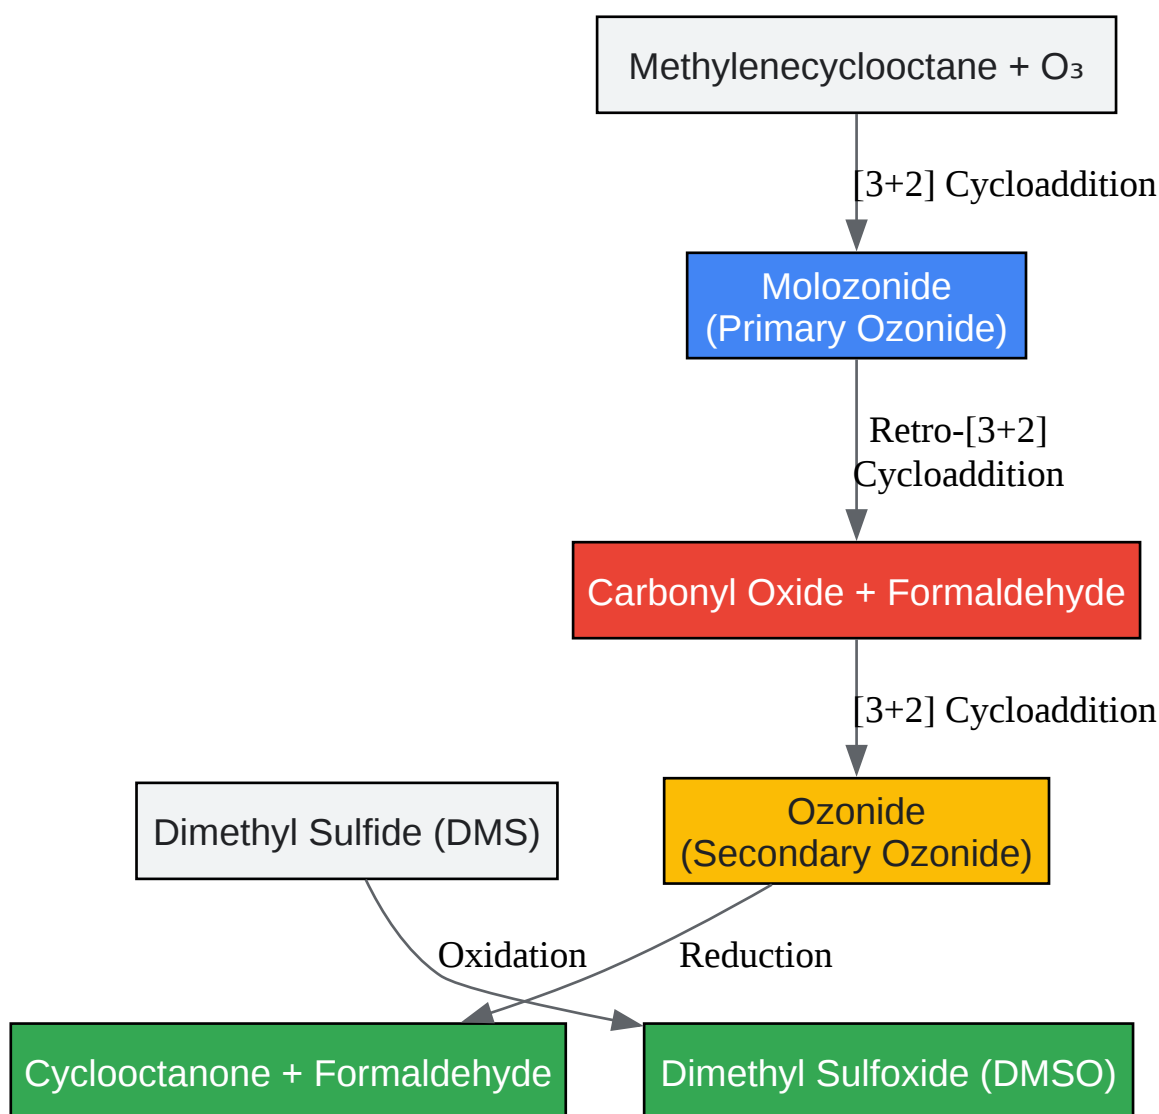 Methylenecyclooctane + O₃
[3+2] Cycloaddition
Molozonide
(Primary Ozonide)
Retro-[3+2]
Cycloaddition
Carbonyl Oxide + Formaldehyde
[3+2] Cycloaddition
Dimethyl Sulfide (DMS)
Ozonide
(Secondary Ozonide)
Oxidation
Reduction
Cyclooctanone + Formaldehyde
Dimethyl Sulfoxide (DMSO)